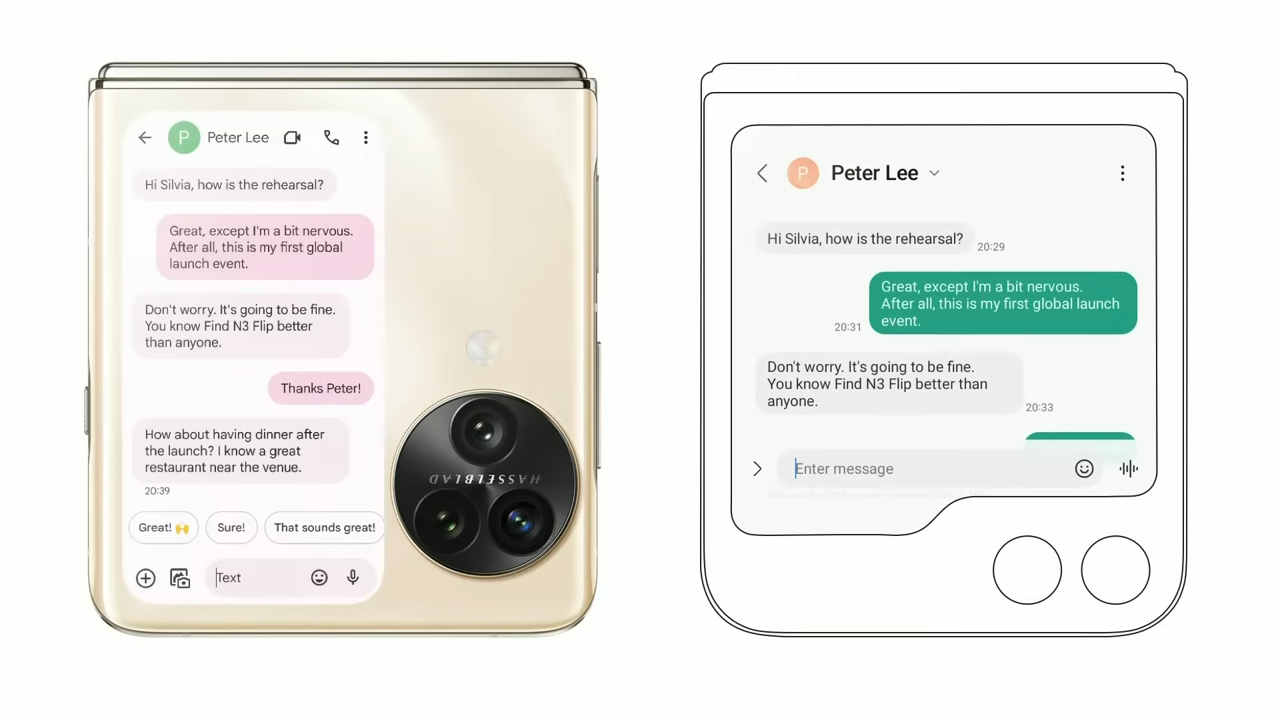 P Peter Lee
Hi Silvia, how is the rehearsal?
Great, except I'm a bit nervous.
After all, this is my first global
launch event.
Don't worry. It's going to be fine.
You know Find N3 Flip better
than anyone.
Thanks Peter!
How about having dinner after
the launch? I know a great
restaurant near the venue.
20:39
Great! 🙌 Sure! That sounds great!
Text
HASSELBLAD
P Peter Lee
Hi Silvia, how is the rehearsal?
20:29
Great, except I'm a bit nervous.
After all, this is my first global launch
event.
20:31
Don't worry. It's going to be fine.
You know Find N3 Flip better than
anyone.
20:33
Enter message